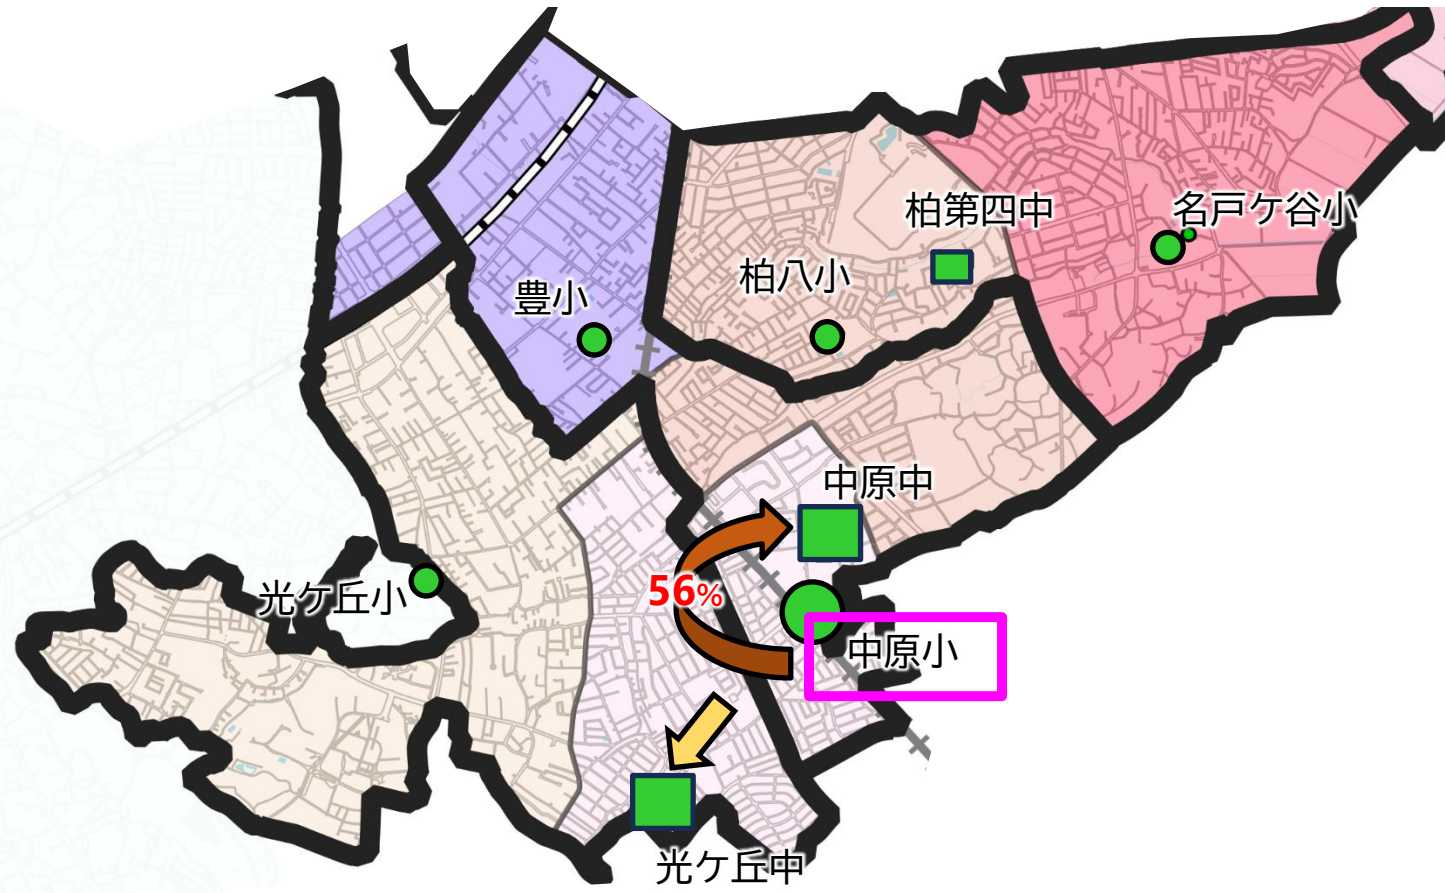 柏第四中
名戸ケ谷小
柏八小
豊小
中原中
光ケ丘小
56%
中原小
光ケ丘中